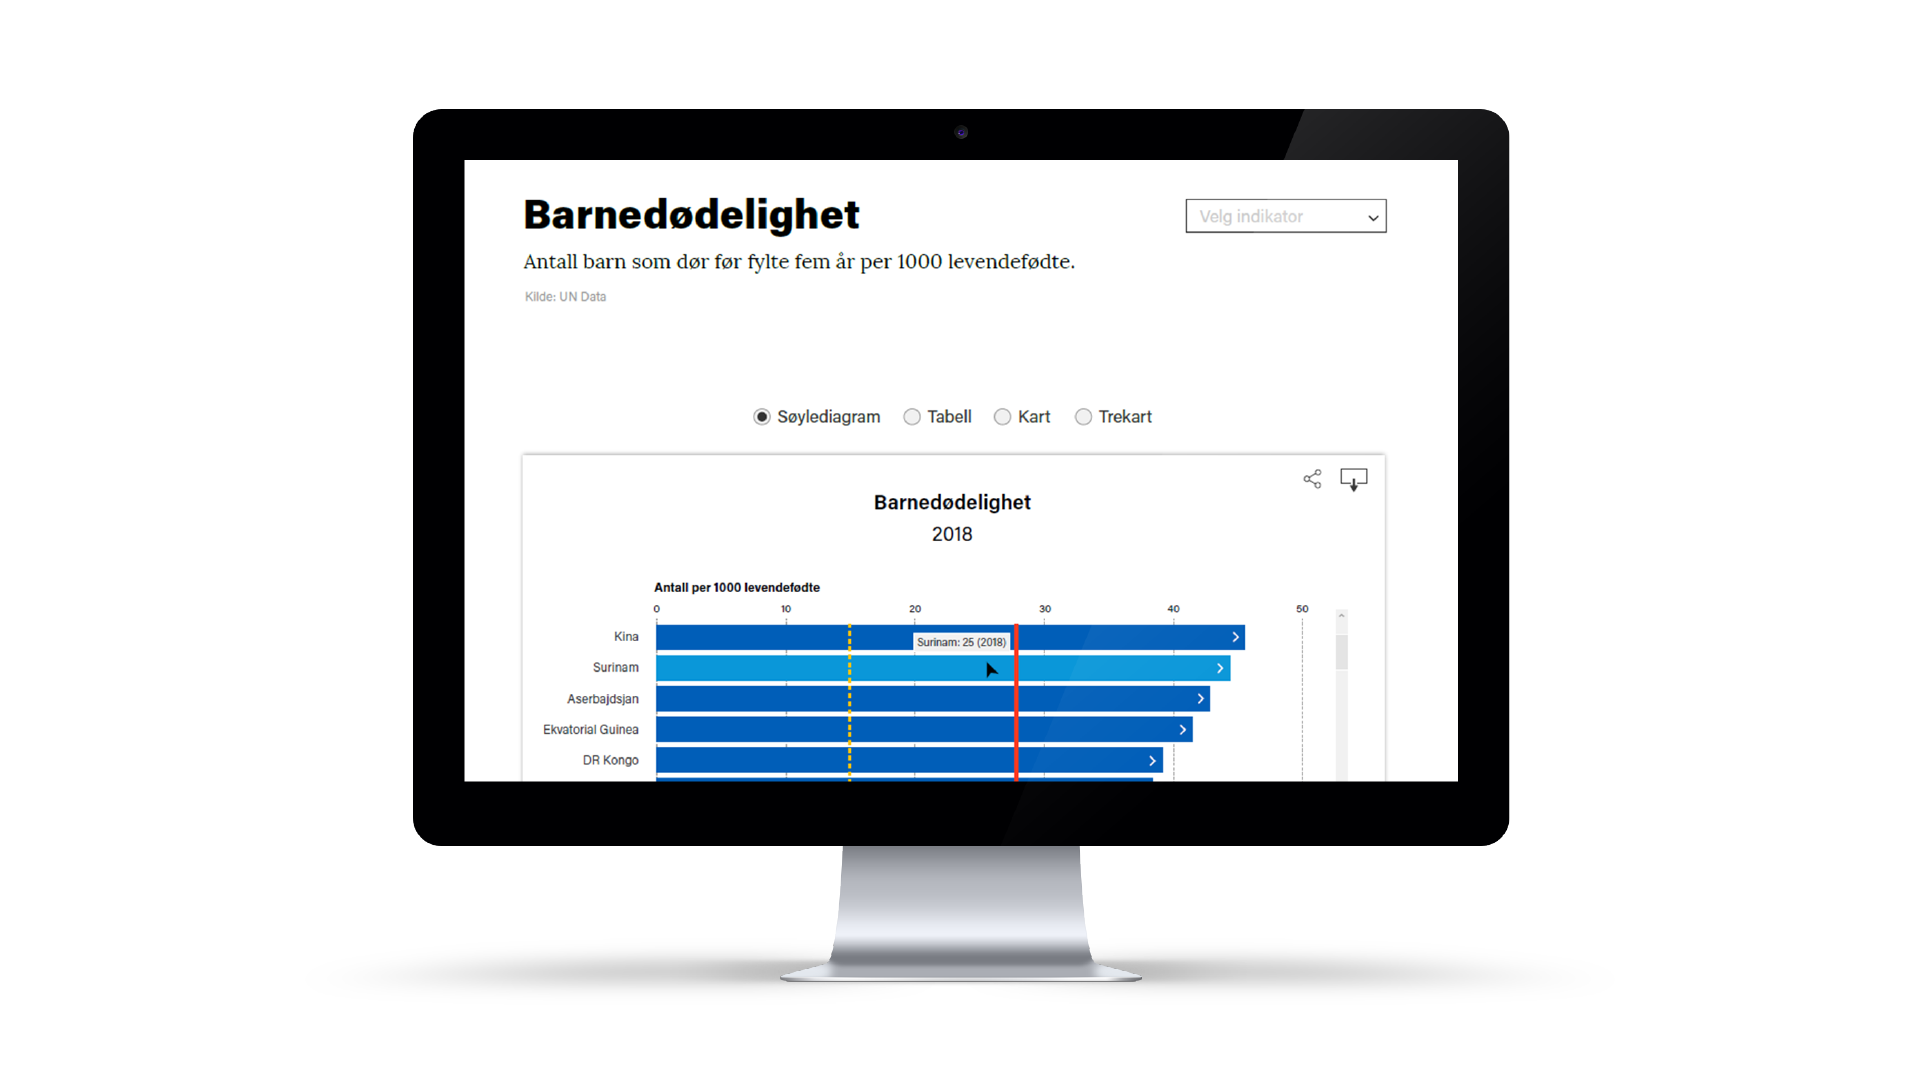 Barnedødelighet
Velg indikator
Antall barn som dør før fylte fem år per 1000 levendefødte.
Kilde: UN Data
Søylediagram Tabell Kart Trekart
Barnedødelighet
2018
Antall per 1000 levendefødte
0 10 20 30 40 50
Kina
Surinam: 25 (2018)
Surinam
Aserbajdsjan
Ekvatorial Guinea
DR Kongo